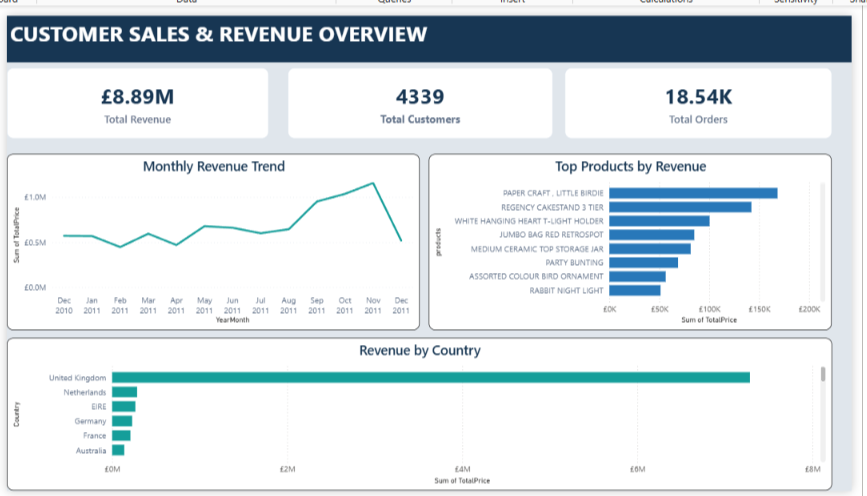 Data
Queries
Insert
Calculations
Sensitivity
CUSTOMER SALES & REVENUE OVERVIEW
£8.89M
Total Revenue
4339
Total Customers
18.54K
Total Orders
Monthly Revenue Trend
Sum of TotalPrice
£1.0M
£0.5M
£0.0M
Dec 2010
Jan 2011
Feb 2011
Mar 2011
Apr 2011
May 2011
Jun 2011
Jul 2011
Aug 2011
Sep 2011
Oct 2011
Nov 2011
Dec 2011
YearMonth
Top Products by Revenue
products
PAPER CRAFT , LITTLE BIRDIE
REGENCY CAKESTAND 3 TIER
WHITE HANGING HEART T-LIGHT HOLDER
JUMBO BAG RED RETROSPOT
MEDIUM CERAMIC TOP STORAGE JAR
PARTY BUNTING
ASSORTED COLOUR BIRD ORNAMENT
RABBIT NIGHT LIGHT
£0K
£50K
£100K
£150K
£200K
Sum of TotalPrice
Revenue by Country
Country
United Kingdom
Netherlands
EIRE
Germany
France
Australia
£0M
£2M
£4M
£6M
£8M
Sum of TotalPrice